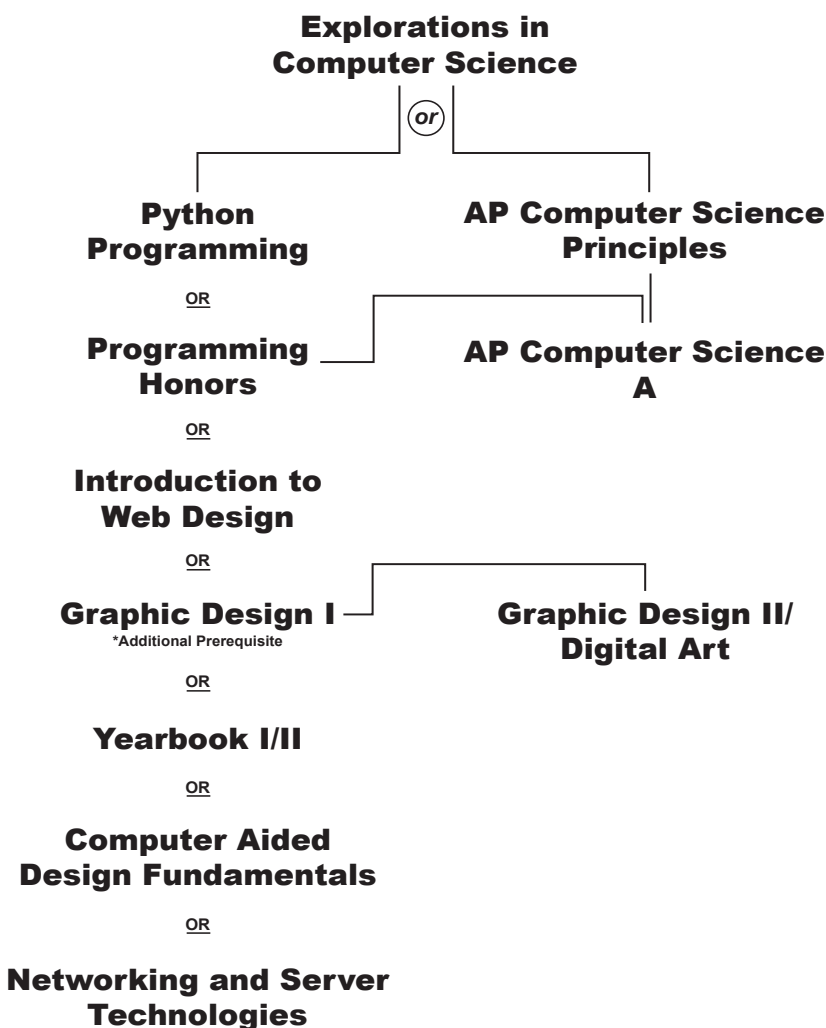 Explorations in
Computer Science
or
Python
Programming
AP Computer Science
Principles
OR
Programming
Honors
AP Computer Science
A
OR
Introduction to
Web Design
OR
Graphic Design I
*Additional Prerequisite
Graphic Design II/
Digital Art
OR
Yearbook I/II
OR
Computer Aided
Design Fundamentals
OR
Networking and Server
Technologies